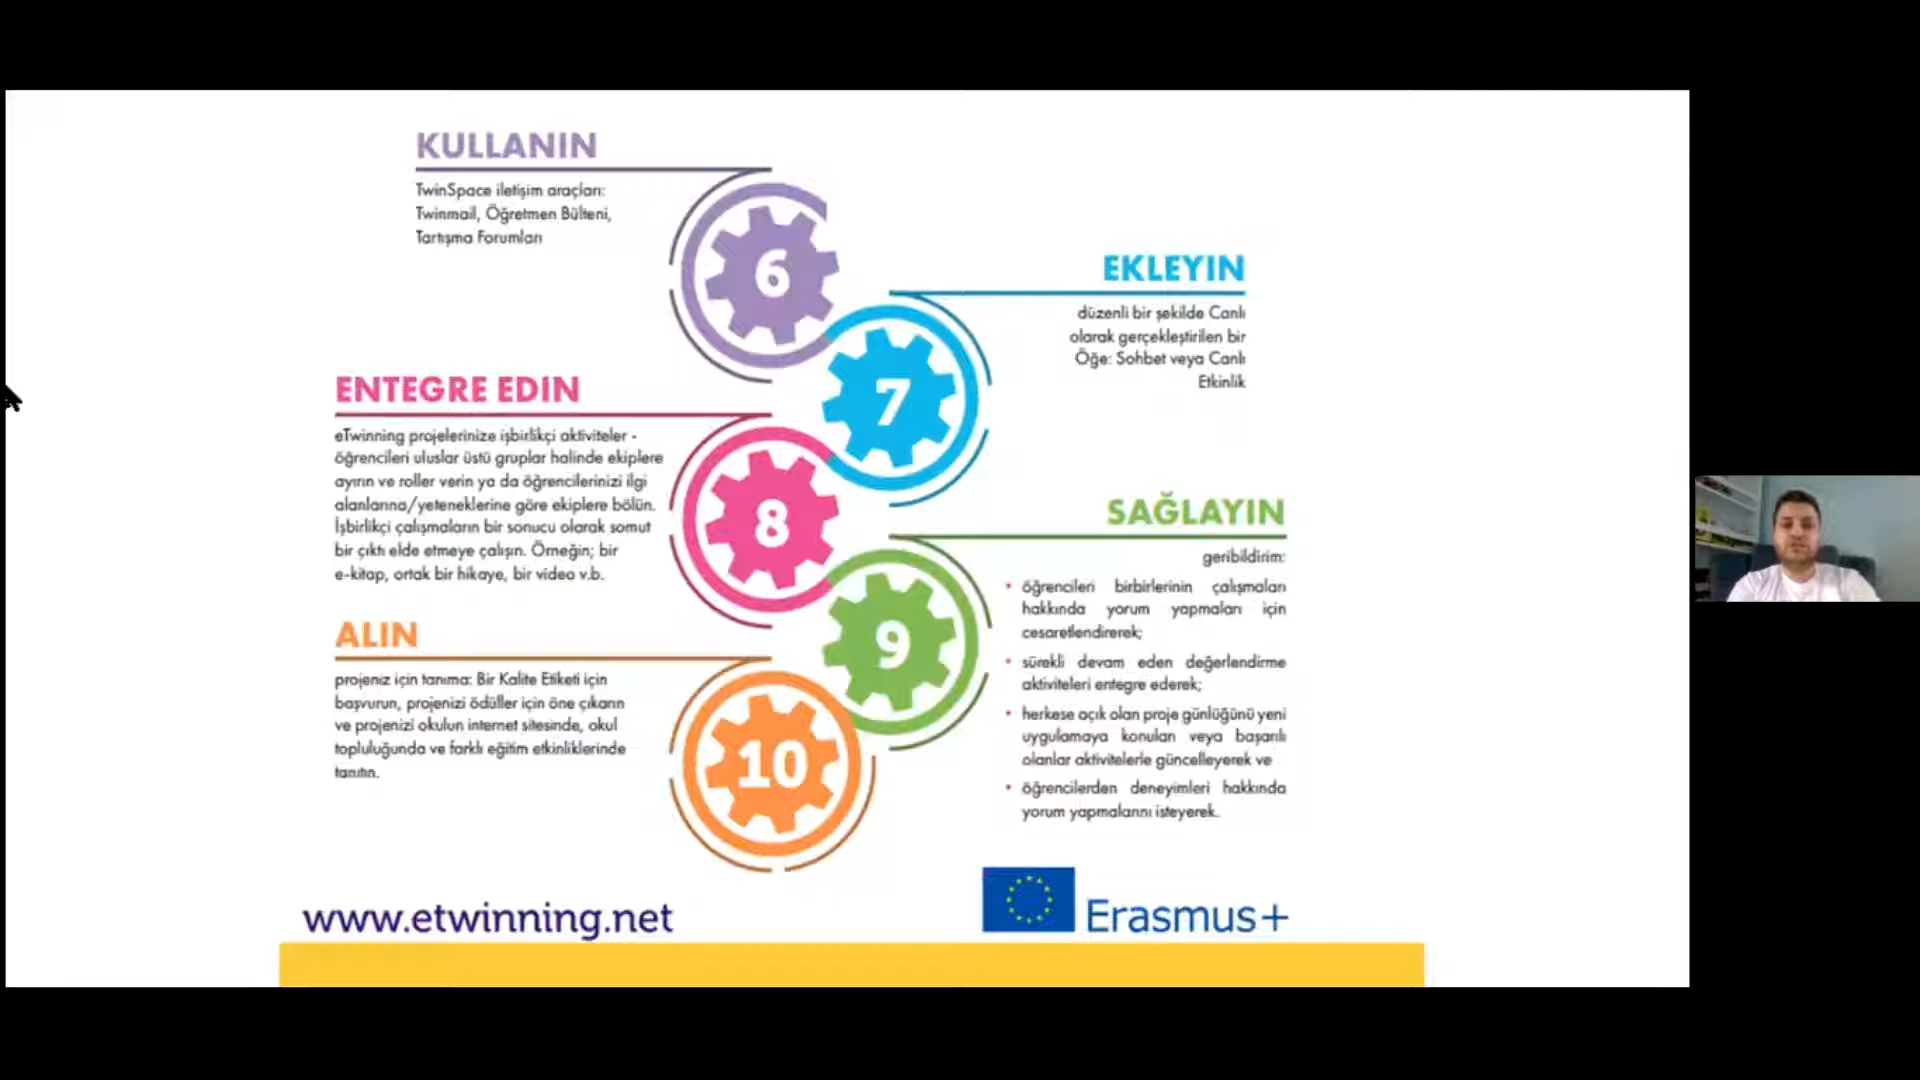 KULLANIN
TwinSpace iletişim araçları:
Twinmail, Öğretmen Bülteni,
Tartışma Forumları
6
EKLEYIN
düzenli bir şekilde Canlı
olarak gerçekleştirilen bir
Öğe: Sohbet veya Canlı
Etkinlik
7
ENTEGRE EDIN
eTwinning projelerinize işbirlikçi aktiviteler -
öğrencileri uluslar üstü gruplar halinde ekiplere
ayırın ve roller verin ya da öğrencilerinizi ilgi
alanlarına/yeteneklerine göre ekiplere bölün.
İşbirlikçi çalışmaların bir sonucu olarak somut
bir çıktı elde etmeye çalışın. Örneğin; bir
e-kitap, ortak bir hikaye, bir video v.b.
8
SAĞLAYIN
geribildirim:
• öğrencileri birbirlerinin çalışmaları
hakkında yorum yapmaları için
cesaretlendirerek;
• sürekli devam eden değerlendirme
aktiviteleri entegre ederek;
• herkese açık olan proje günlüğünü yeni
uygulamaya konulan veya başarılı
olanlar aktivitelerle güncelleyerek ve
• öğrencilerden deneyimleri hakkında
yorum yapmalarını isteyerek.
9
ALIN
projeniz için tanıma: Bir Kalite Etiketi için
başvurun, projenizi ödüller için öne çıkarın
ve projenizi okulun internet sitesinde, okul
topluluğunda ve farklı eğitim etkinliklerinde
tanıtın.
10
www.etwinning.net
Erasmus+